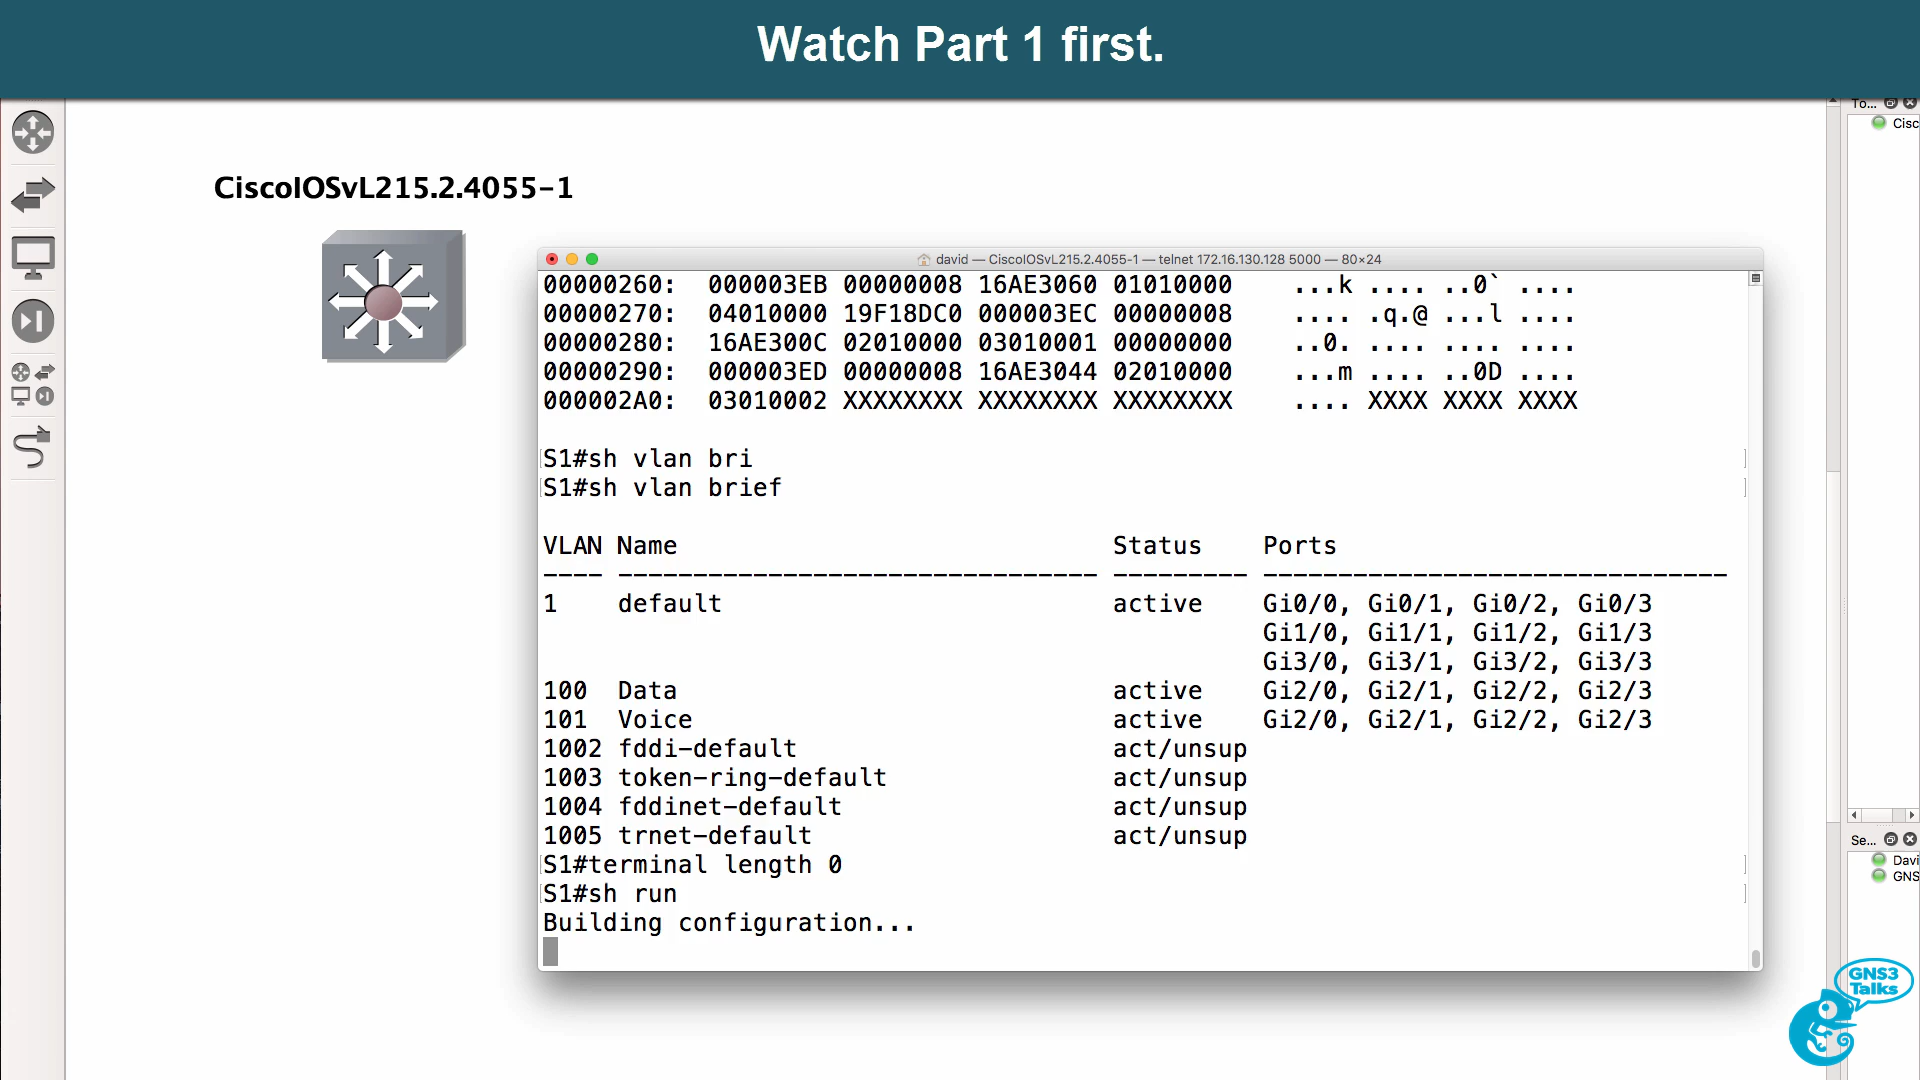 Watch Part 1 first.
To...
Cisc
CiscoIOSvL215.2.4055-1
david — CiscoIOSvL215.2.4055-1 — telnet 172.16.130.128 5000 — 80×24
00000260:  000003EB 00000008 16AE3060 01010000    ...k .... ..0` ....
00000270:  04010000 19F18DC0 000003EC 00000008    .... .q.@ ...l ....
00000280:  16AE300C 02010000 03010001 00000000    ..0. .... .... ....
00000290:  000003ED 00000008 16AE3044 02010000    ...m .... ..0D ....
000002A0:  03010002 XXXXXXXX XXXXXXXX XXXXXXXX    .... XXXX XXXX XXXX
S1#sh vlan bri
S1#sh vlan brief
VLAN Name                             Status    Ports
---- -------------------------------- --------- -------------------------------
1    default                          active    Gi0/0, Gi0/1, Gi0/2, Gi0/3
                                                Gi1/0, Gi1/1, Gi1/2, Gi1/3
                                                Gi3/0, Gi3/1, Gi3/2, Gi3/3
100  Data                             active    Gi2/0, Gi2/1, Gi2/2, Gi2/3
101  Voice                            active    Gi2/0, Gi2/1, Gi2/2, Gi2/3
1002 fddi-default                     act/unsup
1003 token-ring-default               act/unsup
1004 fddinet-default                  act/unsup
1005 trnet-default                    act/unsup
S1#terminal length 0
S1#sh run
Building configuration...
Se...
Davi
GNS
GNS3
Talks